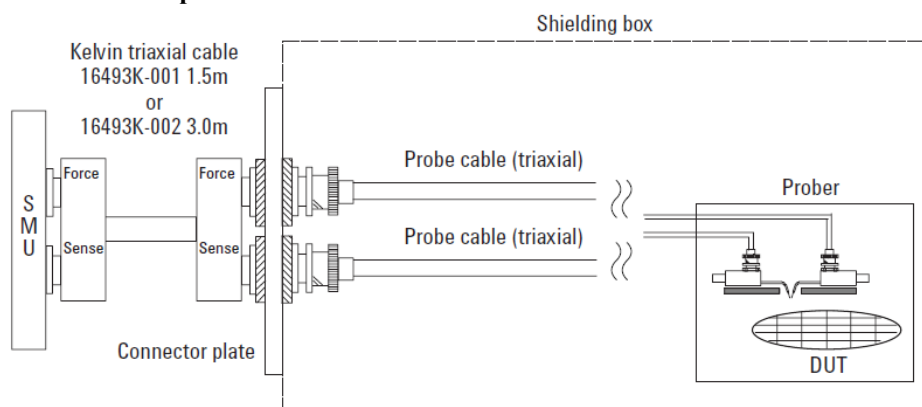 Shielding box
Kelvin triaxial cable
16493K-001 1.5m
or
16493K-002 3.0m
Force
Force
Probe cable (triaxial)
Prober
S
M
U
Sense
Sense
Probe cable (triaxial)
Connector plate
DUT